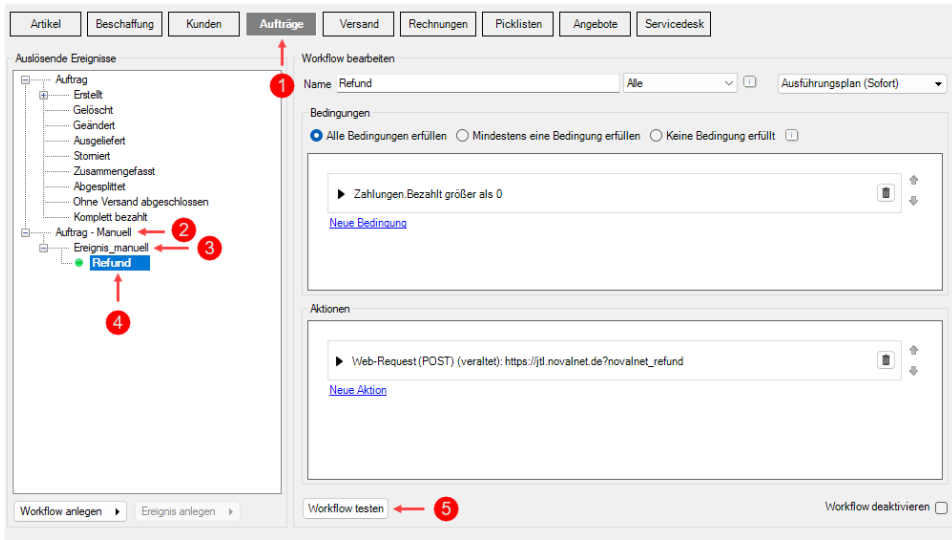 Artikel Beschaffung Kunden Aufträge Versand Rechnungen Picklisten Angebote Servicedesk
1
Auslösende Ereignisse
Auftrag
Erstellt
Gelöscht
Geändert
Ausgeliefert
Storniert
Zusammengefasst
Abgesplittet
Ohne Versand abgeschlossen
Komplett bezahlt
Auftrag - Manuell 2
Ereignis_manuell 3
Refund
4
Workflow anlegen Ereignis anlegen
Workflow bearbeiten
Name Refund Alle Ausführungsplan (Sofort)
Bedingungen
Alle Bedingungen erfüllen Mindestens eine Bedingung erfüllen Keine Bedingung erfüllt
Zahlungen.Bezahlt größer als 0
Neue Bedingung
Aktionen
Web-Request (POST) (veraltet): https://jtl.novalnet.de?novalnet_refund
Neue Aktion
Workflow testen 5 Workflow deaktivieren